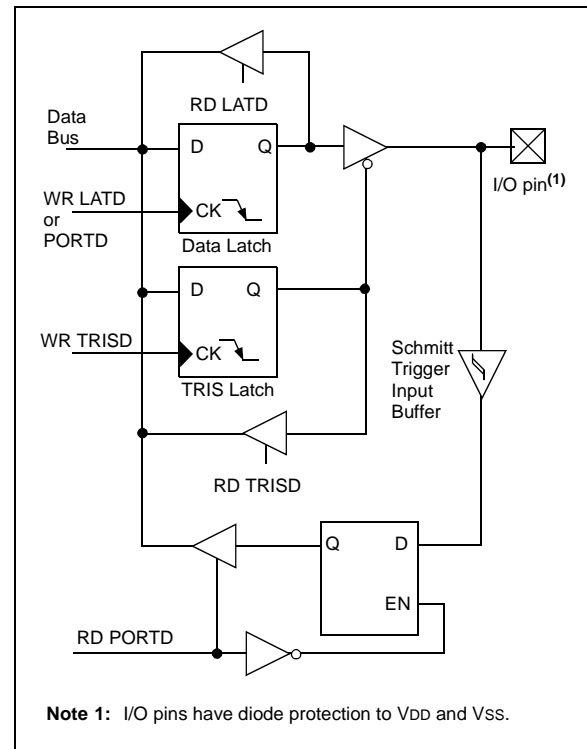 RD LATD
Data
Bus
D Q
WR LATD
or
PORTD
CK
Data Latch
I/O pin(1)
D Q
WR TRISD
CK
TRIS Latch
Schmitt
Trigger
Input
Buffer
RD TRISD
Q D
EN
RD PORTD
Note 1: I/O pins have diode protection to VDD and VSS.